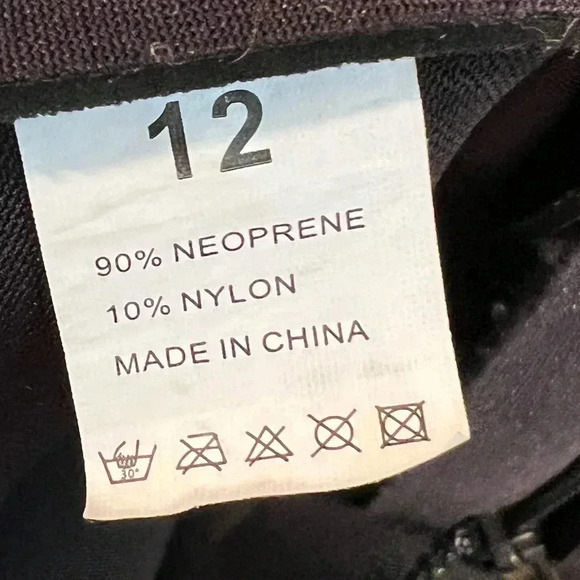 12
90% NEOPRENE
10% NYLON
MADE IN CHINA
30°